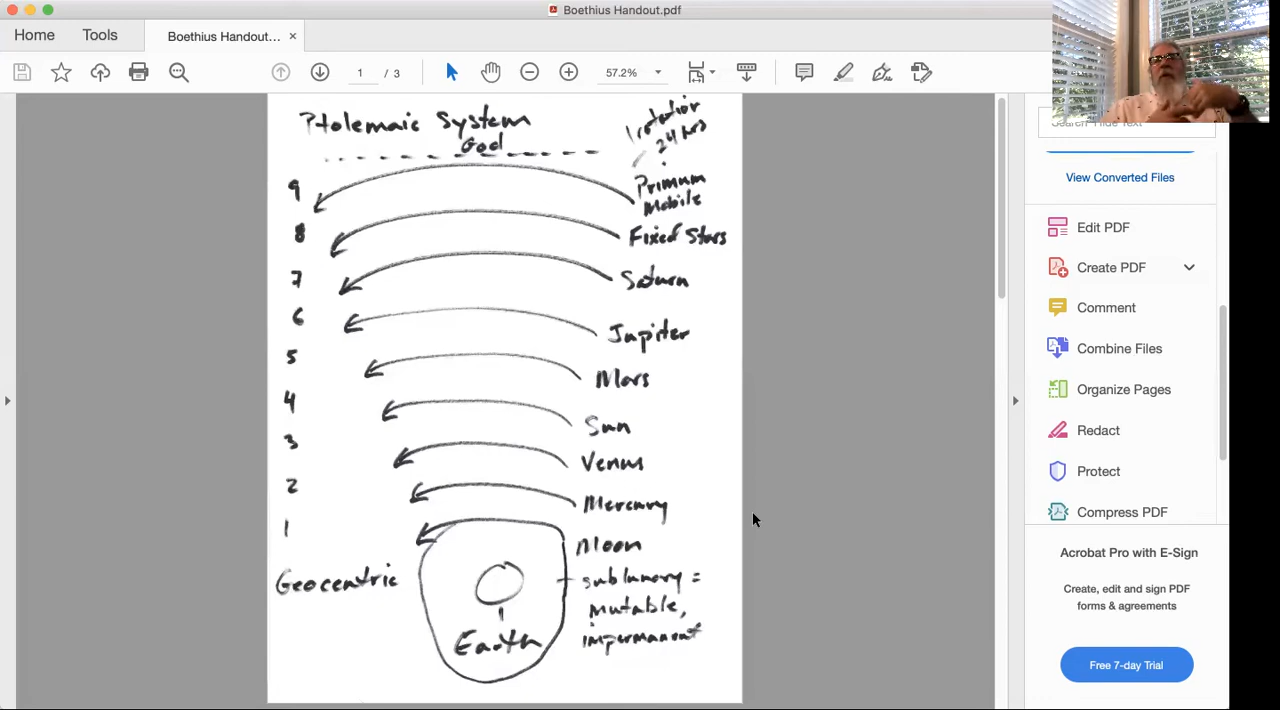 Boethius Handout.pdf
Home
Tools
Boethius Handout... ×
1 / 3
57.2%
Ptolemaic System
God
1 rotation
24 hrs
9
Primum
Mobile
8
Fixed Stars
7
Saturn
6
Jupiter
5
Mars
4
Sun
3
Venus
2
Mercury
1
Moon
Geocentric
sublunary =
mutable,
impermanent
Earth
View Converted Files
Edit PDF
Create PDF
Comment
Combine Files
Organize Pages
Redact
Protect
Compress PDF
Acrobat Pro with E-Sign
Create, edit and sign PDF
forms & agreements
Free 7-day Trial